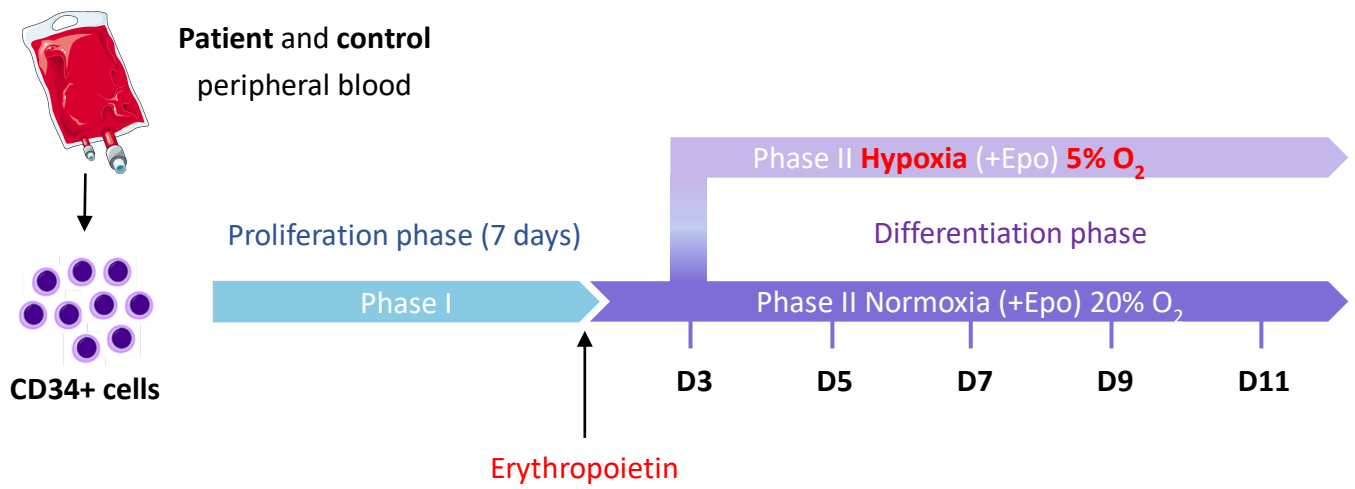 Patient and control
peripheral blood
Phase II Hypoxia (+Epo) 5% O₂
Proliferation phase (7 days)
Differentiation phase
Phase I
Phase II Normoxia (+Epo) 20% O₂
CD34+ cells
D3
D5
D7
D9
D11
Erythropoietin